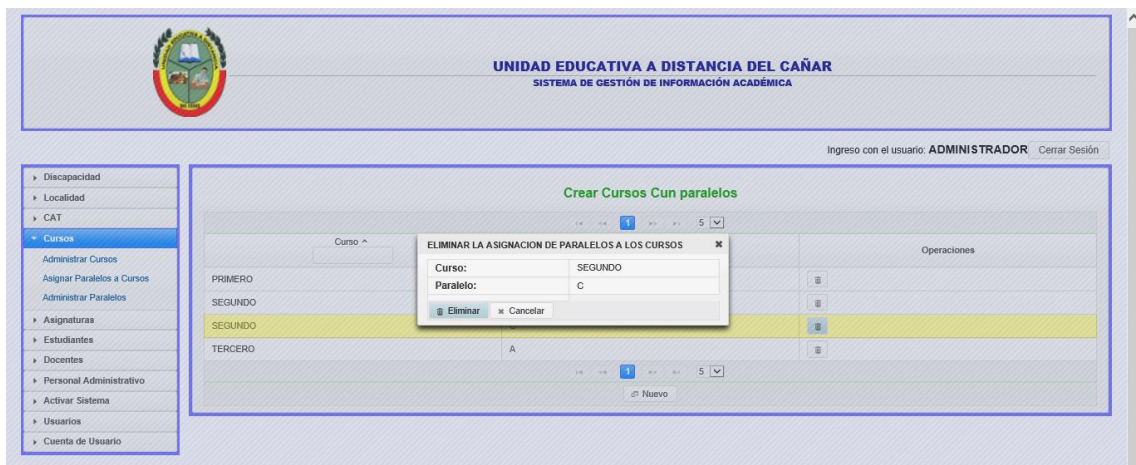 UNIDAD EDUCATIVA A DISTANCIA DEL CAÑAR
SISTEMA DE GESTIÓN DE INFORMACIÓN ACADÉMICA
Ingreso con el usuario: ADMINISTRADOR Cerrar Sesión
Discapacidad
Localidad
CAT
Cursos
Administrar Cursos
Asignar Paralelos a Cursos
Administrar Paralelos
Asignaturas
Estudiantes
Docentes
Personal Administrativo
Activar Sistema
Usuarios
Cuenta de Usuario
Crear Cursos Cun paralelos
1 5
Curso Operaciones
ELIMINAR LA ASIGNACION DE PARALELOS A LOS CURSOS
Curso: SEGUNDO
Paralelo: C
Eliminar Cancelar
PRIMERO
SEGUNDO
SEGUNDO
TERCERO A
1 5
Nuevo